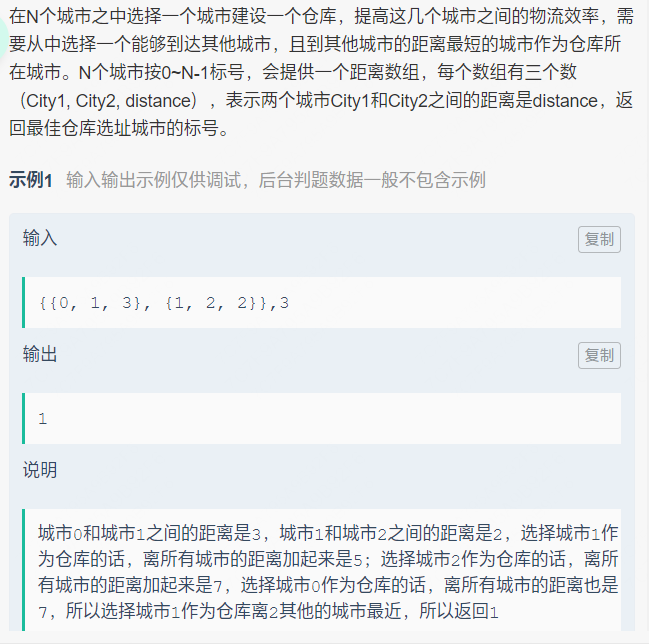 在N个城市之中选择一个城市建设一个仓库，提高这几个城市之间的物流效率，需
要从中选择一个能够到达其他城市，且到其他城市的距离最短的城市作为仓库所
在城市。N个城市按0~N-1标号，会提供一个距离数组，每个数组有三个数
（City1, City2, distance），表示两个城市City1和City2之间的距离是distance，返
回最佳仓库选址城市的标号。
示例1 输入输出示例仅供调试，后台判题数据一般不包含示例
输入 复制
{{0, 1, 3}, {1, 2, 2}},3
输出 复制
1
说明
城市0和城市1之间的距离是3，城市1和城市2之间的距离是2，选择城市1作
为仓库的话，离所有城市的距离加起来是5；选择城市2作为仓库的话，离所
有城市的距离加起来是7，选择城市0作为仓库的话，离所有城市的距离也是
7，所以选择城市1作为仓库离2其他的城市最近，所以返回1